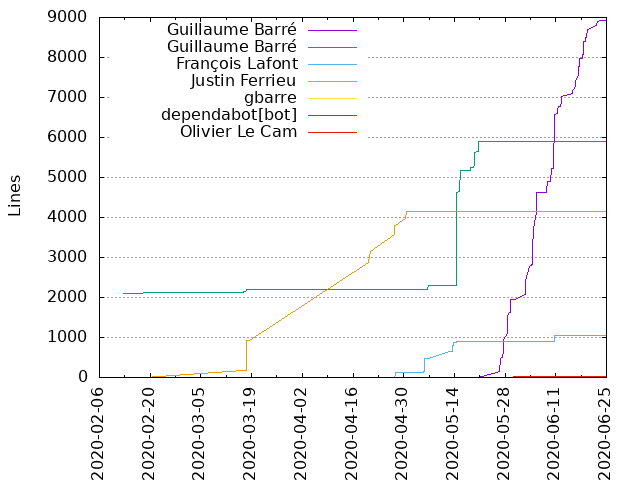 Guillaume Barré
Guillaume Barré
François Lafont
Justin Ferrieu
gbarre
dependabot[bot]
Olivier Le Cam
Lines
9000
8000
7000
6000
5000
4000
3000
2000
1000
0
2020-02-06
2020-02-20
2020-03-05
2020-03-19
2020-04-02
2020-04-16
2020-04-30
2020-05-14
2020-05-28
2020-06-11
2020-06-25